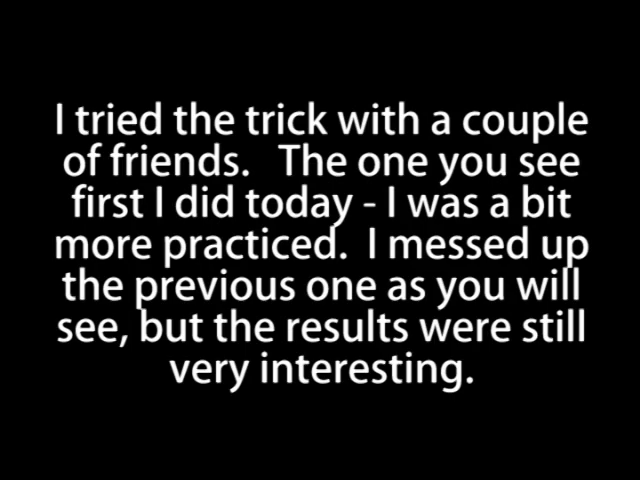 I tried the trick with a couple
of friends.   The one you see
first I did today - I was a bit
more practiced.  I messed up
the previous one as you will
see, but the results were still
very interesting.